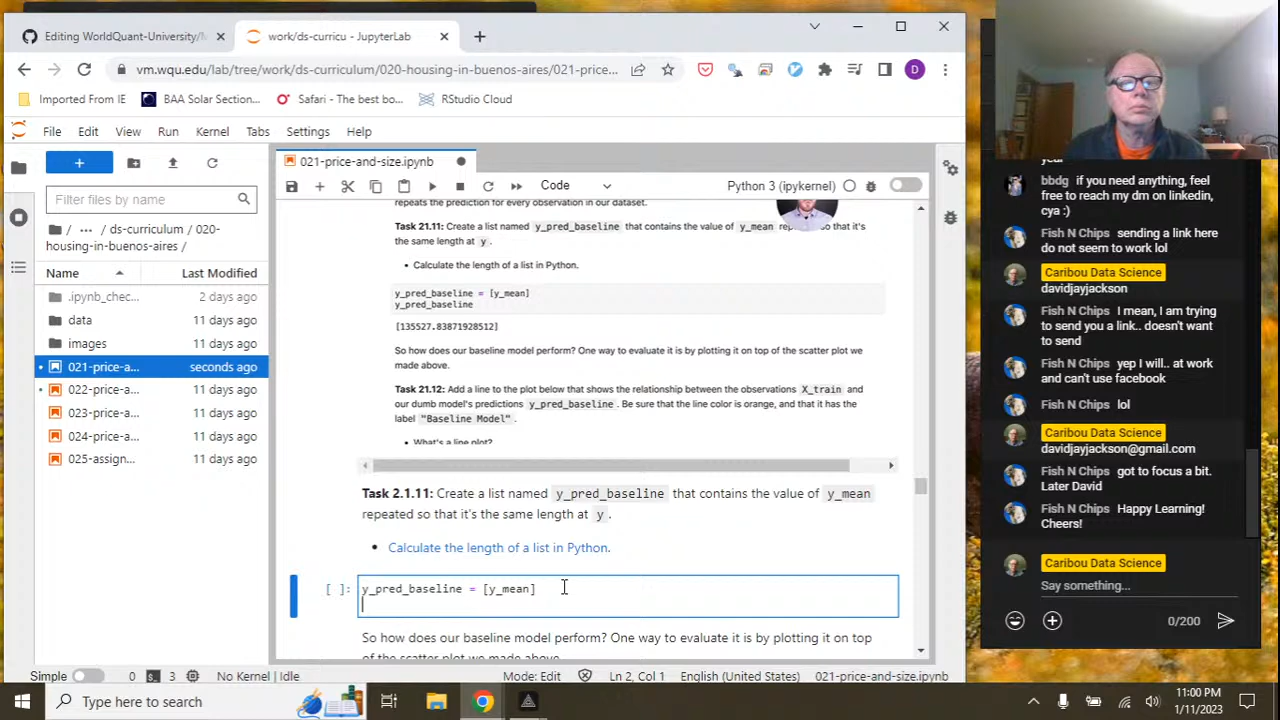 Editing WorldQuant-University/
work/ds-curricu - JupyterLab
vm.wqu.edu/lab/tree/work/ds-curriculum/020-housing-in-buenos-aires/021-price...
D
Imported From IE
BAA Solar Section...
Safari - The best bo...
RStudio Cloud
File Edit View Run Kernel Tabs Settings Help
021-price-and-size.ipynb
Code
Python 3 (ipykernel)
Filter files by name
/ ... / ds-curriculum / 020-
housing-in-buenos-aires /
Name Last Modified
.ipynb_chec... 2 days ago
data 11 days ago
images 11 days ago
021-price-a... seconds ago
022-price-a... 11 days ago
023-price-a... 11 days ago
024-price-a... 11 days ago
025-assign... 11 days ago
repeats the prediction for every observation in our dataset.
Task 21.11: Create a list named y_pred_baseline that contains the value of y_mean so that it's
the same length at y.
Calculate the length of a list in Python.
y_pred_baseline = [y_mean]
y_pred_baseline
[135527.83871928512]
So how does our baseline model perform? One way to evaluate it is by plotting it on top of the scatter plot we
made above.
Task 21.12: Add a line to the plot below that shows the relationship between the observations X_train and
our dumb model's predictions y_pred_baseline. Be sure that the line color is orange, and that it has the
label "Baseline Model".
What's a line plot?
Task 2.1.11: Create a list named y_pred_baseline that contains the value of y_mean
repeated so that it's the same length at y.
Calculate the length of a list in Python.
[ ]: y_pred_baseline = [y_mean]
So how does our baseline model perform? One way to evaluate it is by plotting it on top
of the scatter plot we made above.
Simple 0 3 No Kernel | Idle Mode: Edit Ln 2, Col 1 English (United States) 021-price-and-size.ipynb
Type here to search
11:00 PM
1/11/2023
year
bbdg if you need anything, feel
free to reach my dm on linkedin,
cya :)
Fish N Chips sending a link here
do not seem to work lol
Caribou Data Science
davidjayjackson
Fish N Chips I mean, I am trying
to send you a link.. doesn't want
to send
Fish N Chips yep I will.. at work
and can't use facebook
Fish N Chips lol
Caribou Data Science
davidjayjackson@gmail.com
Fish N Chips got to focus a bit.
Later David
Fish N Chips Happy Learning!
Cheers!
Caribou Data Science
Say something...
0/200